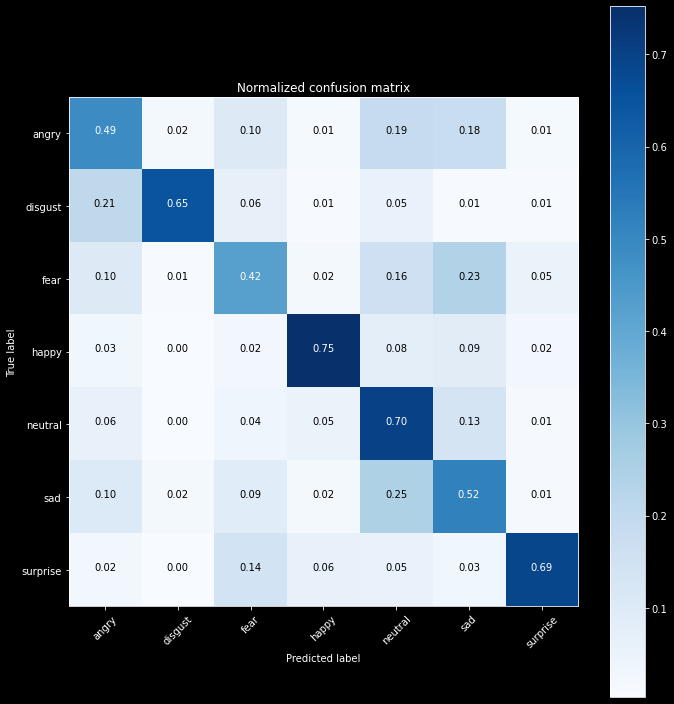 Normalized confusion matrix
angry 0.49 0.02 0.10 0.01 0.19 0.18 0.01
disgust 0.21 0.65 0.06 0.01 0.05 0.01 0.01
fear 0.10 0.01 0.42 0.02 0.16 0.23 0.05
happy 0.03 0.00 0.02 0.75 0.08 0.09 0.02
neutral 0.06 0.00 0.04 0.05 0.70 0.13 0.01
sad 0.10 0.02 0.09 0.02 0.25 0.52 0.01
surprise 0.02 0.00 0.14 0.06 0.05 0.03 0.69
angry disgust fear happy neutral sad surprise
Predicted label
True label
0.7
0.6
0.5
0.4
0.3
0.2
0.1